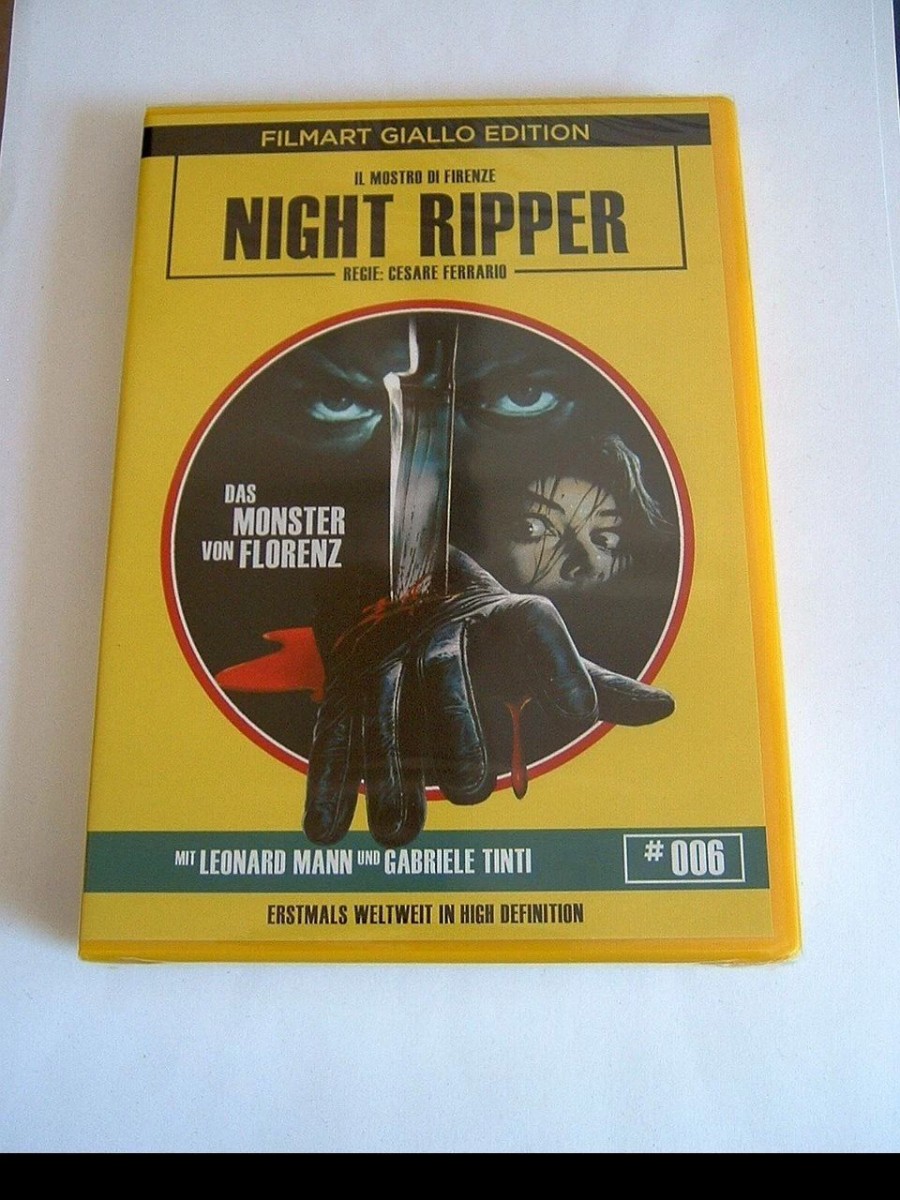 FILMART GIALLO EDITION
IL MOSTRO DI FIRENZE
NIGHT RIPPER
REGIE: CESARE FERRARIO
DAS
MONSTER
VON FLORENZ
MIT LEONARD MANN UND GABRIELE TINTI
# 006
ERSTMALS WELTWEIT IN HIGH DEFINITION